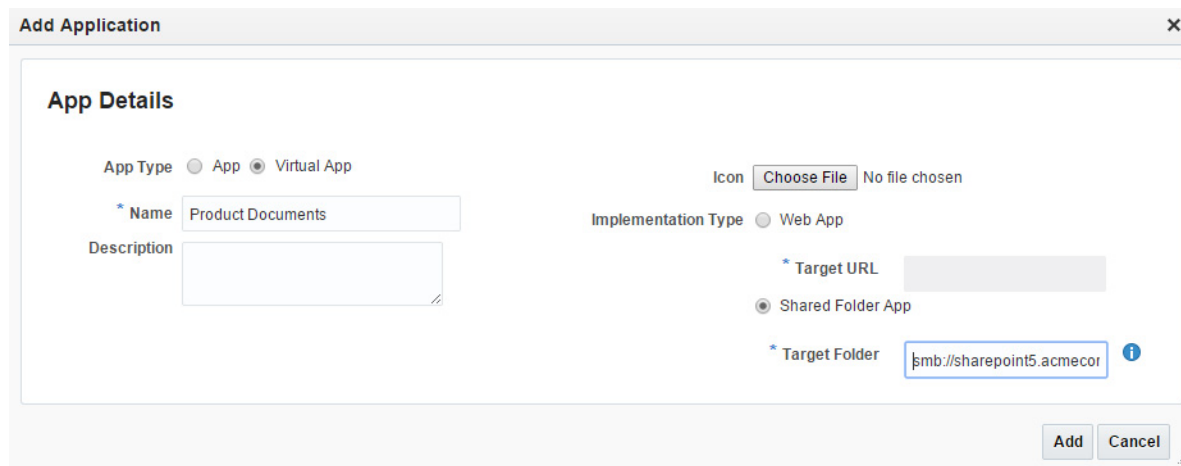 Add Application
App Details
App Type App Virtual App
* Name Product Documents
Description
Icon Choose File No file chosen
Implementation Type Web App
* Target URL
Shared Folder App
* Target Folder smb://sharepoint5.acmecor
Add Cancel